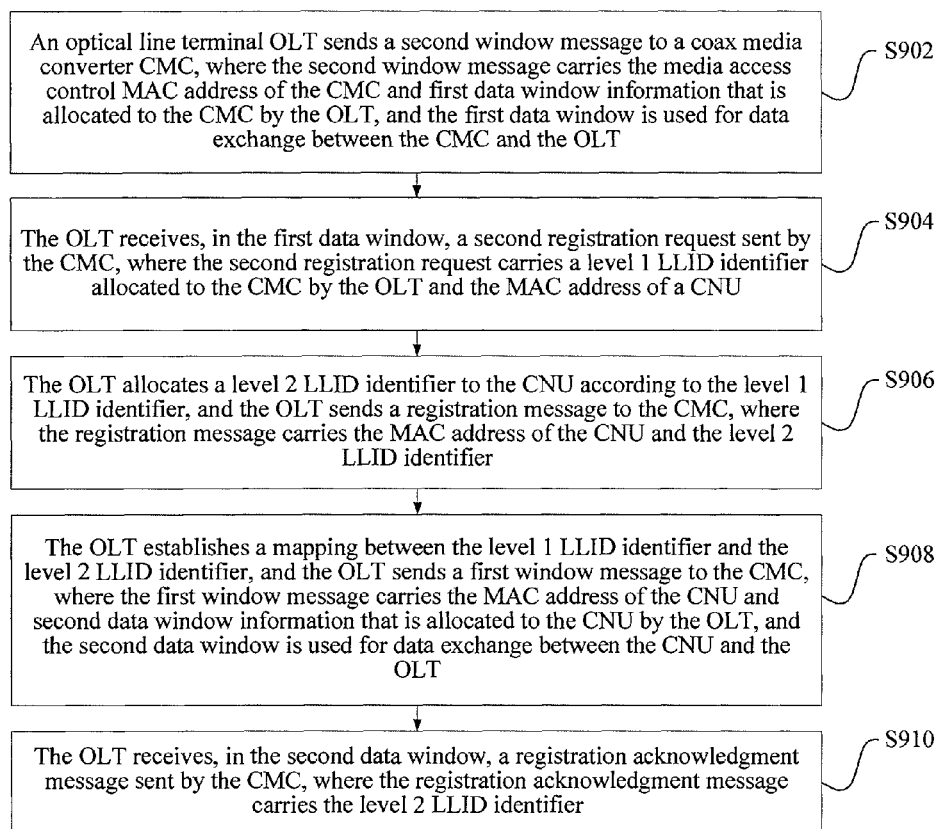 An optical line terminal OLT sends a second window message to a coax media
converter CMC, where the second window message carries the media access
control MAC address of the CMC and first data window information that is
allocated to the CMC by the OLT, and the first data window is used for data
exchange between the CMC and the OLT
S902
The OLT receives, in the first data window, a second registration request sent by
the CMC, where the second registration request carries a level 1 LLID identifier
allocated to the CMC by the OLT and the MAC address of a CNU
S904
The OLT allocates a level 2 LLID identifier to the CNU according to the level 1
LLID identifier, and the OLT sends a registration message to the CMC, where
the registration message carries the MAC address of the CNU and the level 2
LLID identifier
S906
The OLT establishes a mapping between the level 1 LLID identifier and the
level 2 LLID identifier, and the OLT sends a first window message to the CMC,
where the first window message carries the MAC address of the CNU and
second data window information that is allocated to the CNU by the OLT, and
the second data window is used for data exchange between the CNU and the
OLT
S908
The OLT receives, in the second data window, a registration acknowledgment
message sent by the CMC, where the registration acknowledgment message
carries the level 2 LLID identifier
S910